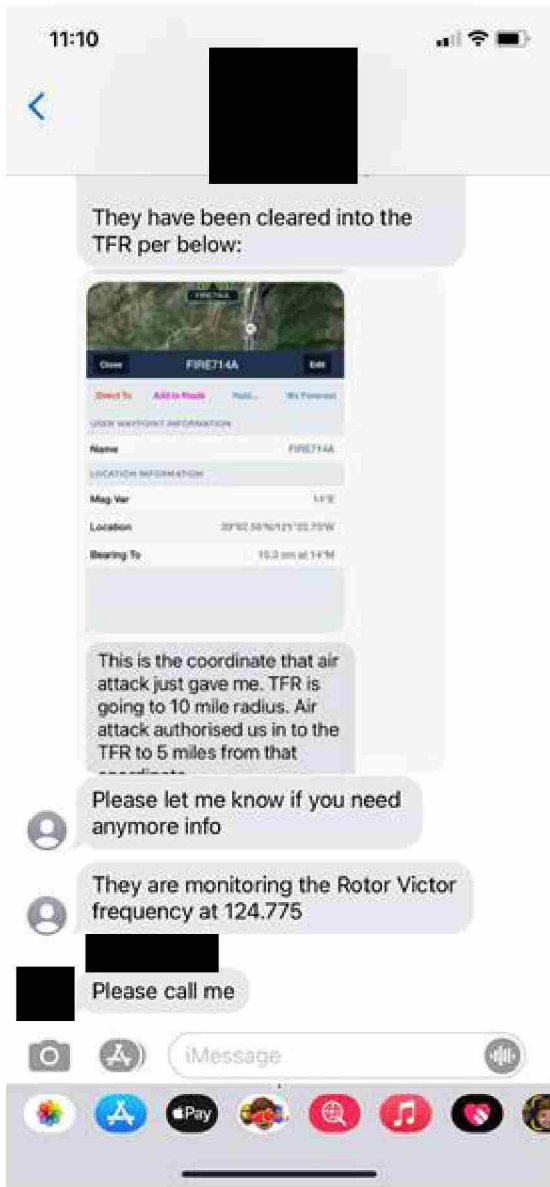 11:10
They have been cleared into the
TFR per below:
Close FIRE714A Edit
Direct To Add to Route Hold...
USER WAYPOINT INFORMATION
Name FIRE714A
LOCATION INFORMATION
Mag Var 14°E
Location
Bearing To
This is the coordinate that air
attack just gave me. TFR is
going to 10 mile radius. Air
attack authorised us in to the
TFR to 5 miles from that
coordinate
Please let me know if you need
anymore info
They are monitoring the Rotor Victor
frequency at 124.775
Please call me
iMessage
Pay